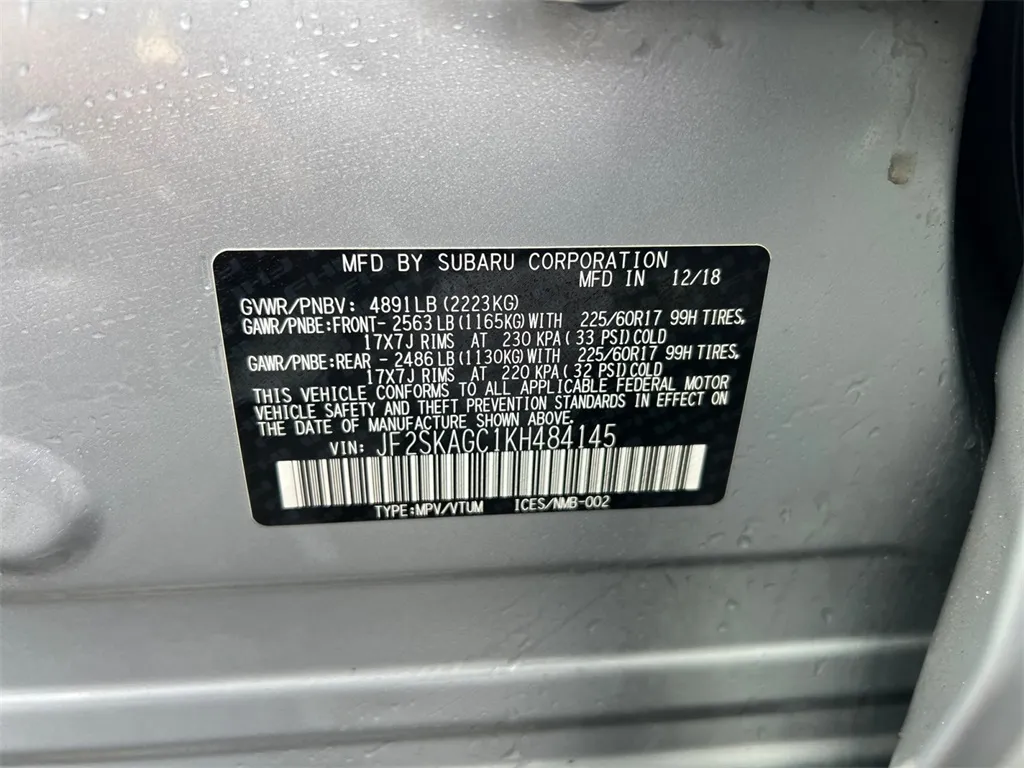 MFD BY SUBARU CORPORATION
MFD IN 12/18
GVWR/PNBV: 4891LB(2223KG)
GAWR/PNBE:FRONT- 2563LB(1165KG)WITH 225/60R17 99H TIRES,
17X7J RIMS AT 230 KPA( 33 PSI)COLD
GAWR/PNBE:REAR - 2486LB(1130KG)WITH 225/60R17 99H TIRES,
17X7J RIMS AT 220 KPA( 32 PSI)COLD
THIS VEHICLE CONFORMS TO ALL APPLICABLE FEDERAL MOTOR
VEHICLE SAFETY AND THEFT PREVENTION STANDARDS IN EFFECT ON
THE DATE OF MANUFACTURE SHOWN ABOVE.
VIN: JF2SKAGC1KH484145
TYPE:MPV/VTUM ICES/NMB-002